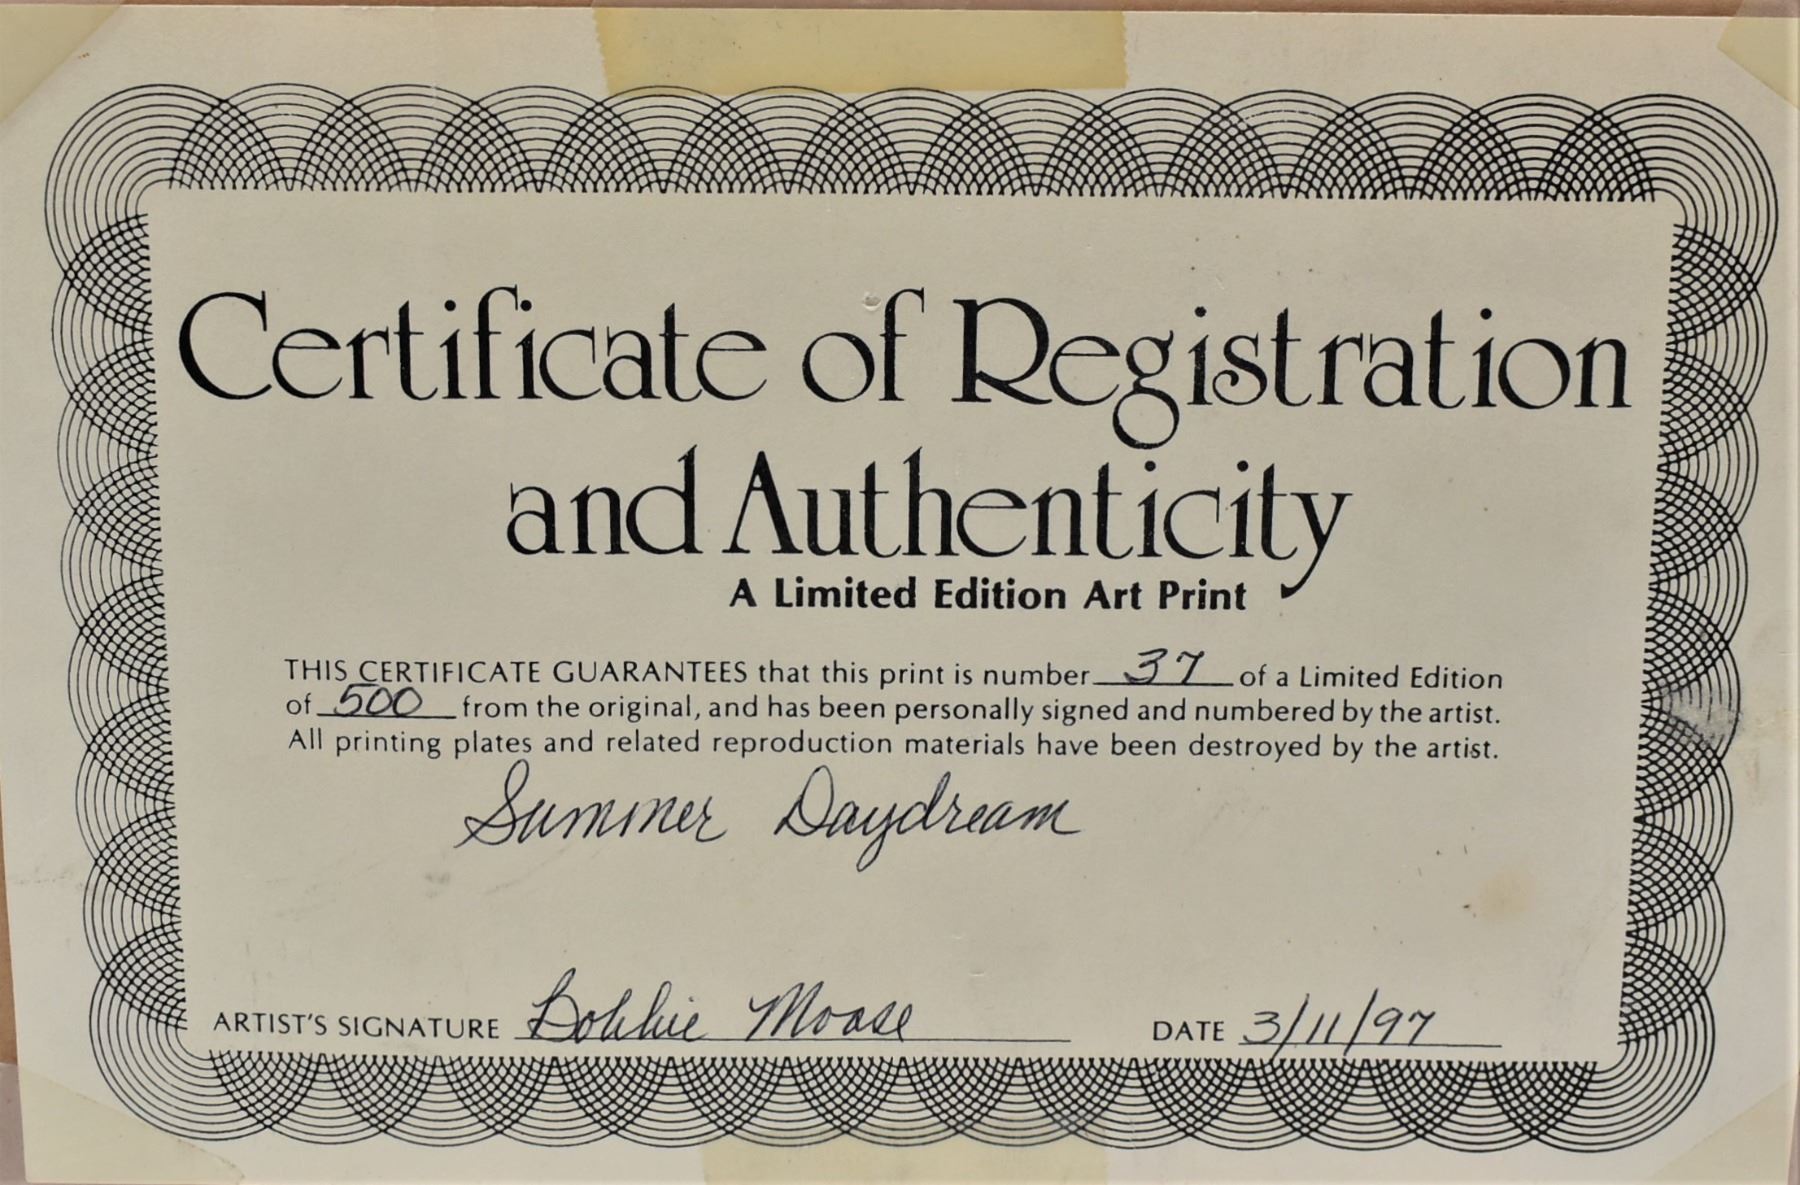 Certificate of Registration
and Authenticity
A Limited Edition Art Print
THIS CERTIFICATE GUARANTEES that this print is number 37 of a Limited Edition
of 500 from the original, and has been personally signed and numbered by the artist.
All printing plates and related reproduction materials have been destroyed by the artist.
Summer Daydream
ARTIST'S SIGNATURE Bobbie Moose DATE 3/11/97